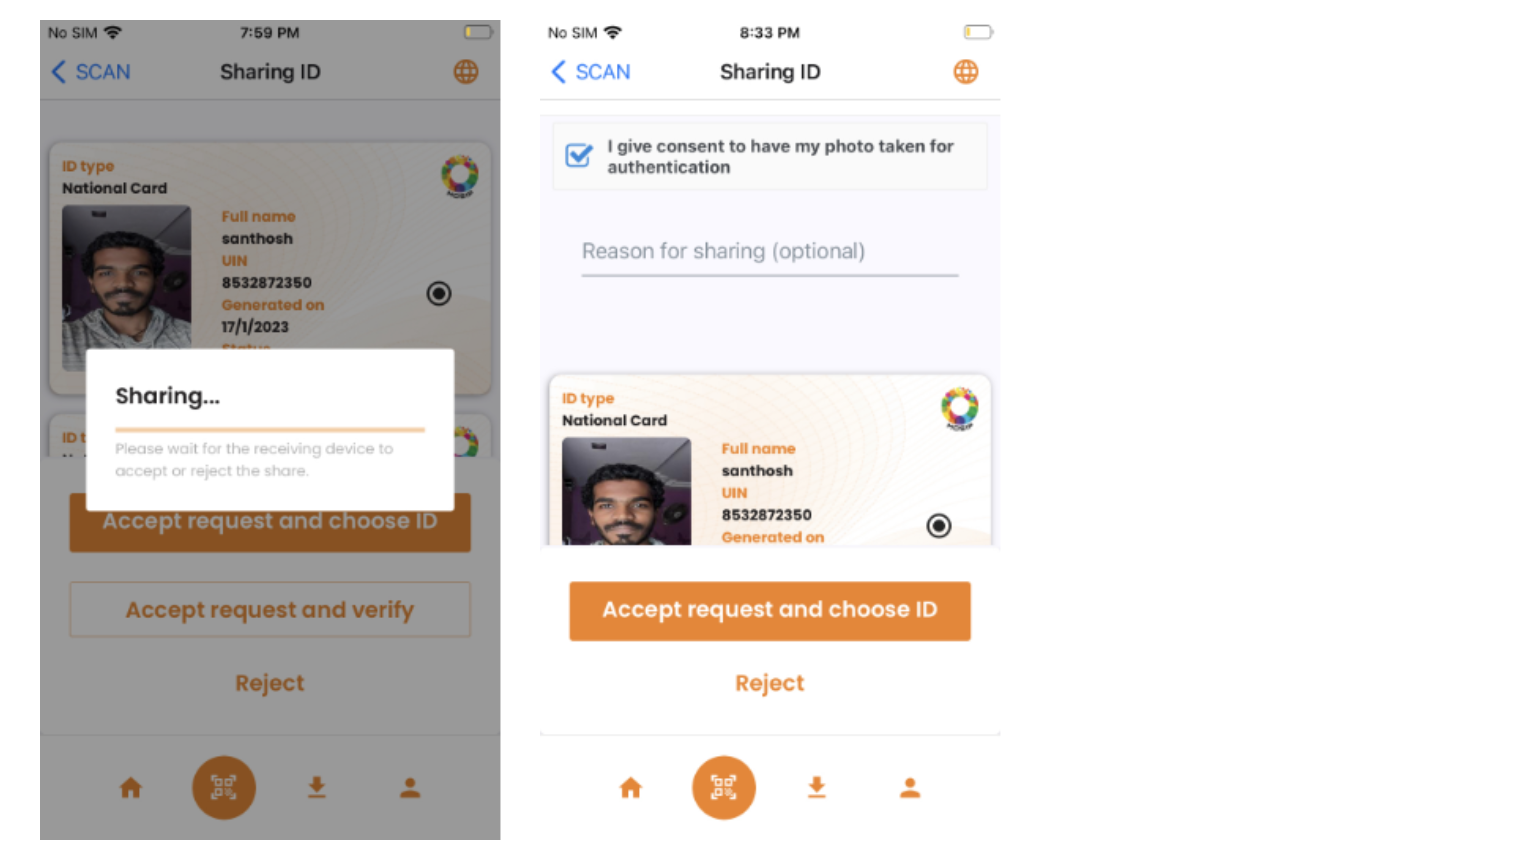 No SIM
7:59 PM
SCAN
Sharing ID
ID type
National Card
MOSIP
Full name
santhosh
UIN
8532872350
Generated on
17/1/2023
Status
Sharing...
Please wait for the receiving device to
accept or reject the share.
ID t
Accept request and choose ID
Accept request and verify
Reject
No SIM
8:33 PM
SCAN
Sharing ID
I give consent to have my photo taken for
authentication
Reason for sharing (optional)
ID type
National Card
MOSIP
Full name
santhosh
UIN
8532872350
Generated on
Accept request and choose ID
Reject